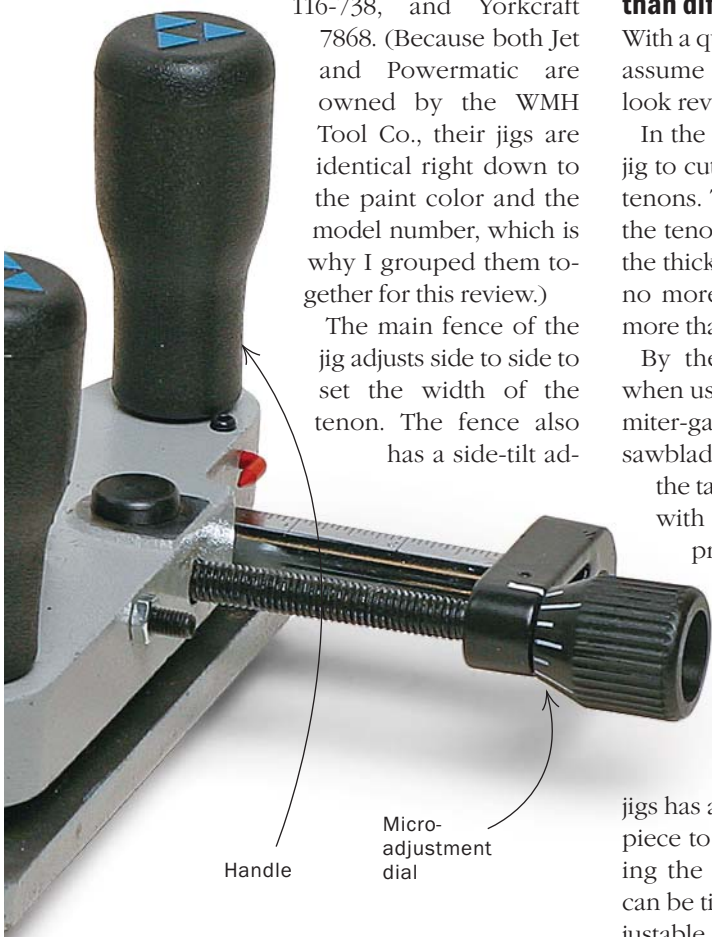 116-738, and Yorkcraft
7868. (Because both Jet
and Powermatic are
owned by the WMH
Tool Co., their jigs are
identical right down to
the paint color and the
model number, which is
why I grouped them to-
gether for this review.)
The main fence of the
jig adjusts side to side to
set the width of the
tenon. The fence also
has a side-tilt ad-
Handle
Micro-
adjustment
dial
than dif
With a qu
assume
look rev
In the
jig to cut
tenons. T
the teno
the thick
no more
more tha
By the
when us
miter-ga
sawblad
the ta
with
pr
jigs has a
piece to
ing the
can be ti
justable